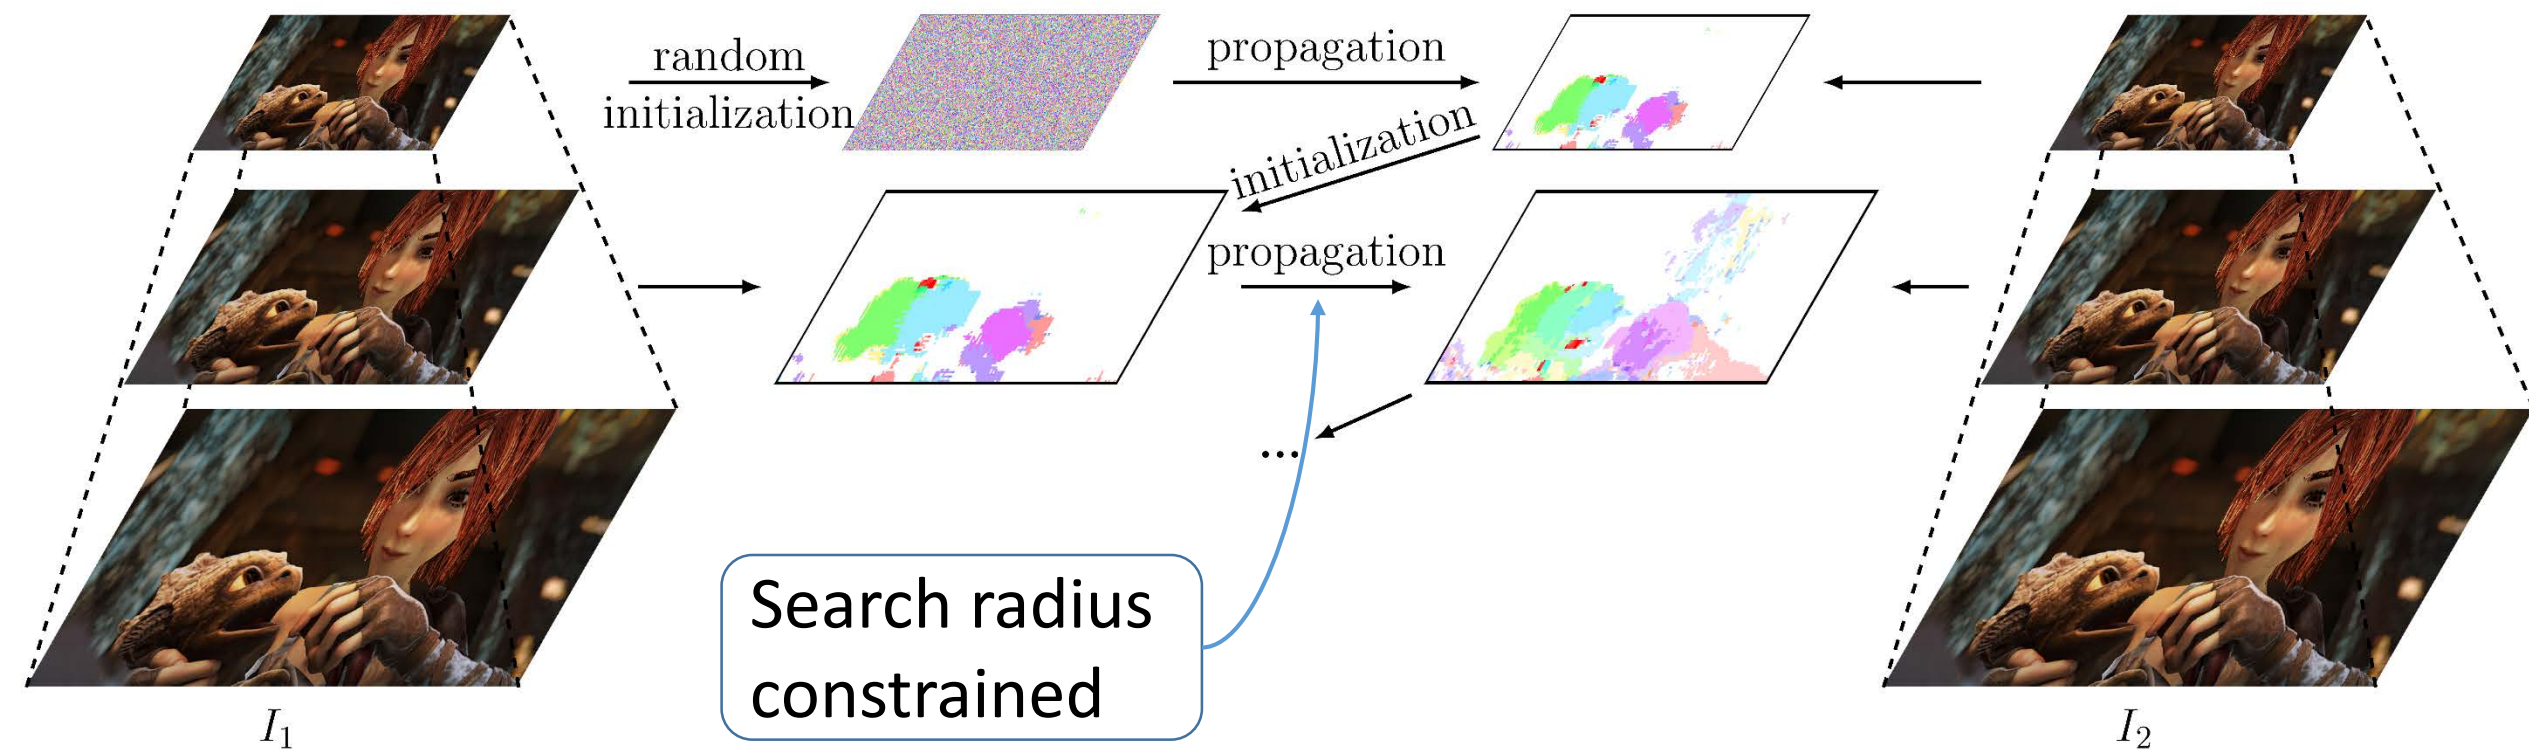 random
initialization
propagation
initialization
propagation
...
Search radius
constrained
I₁
I₂